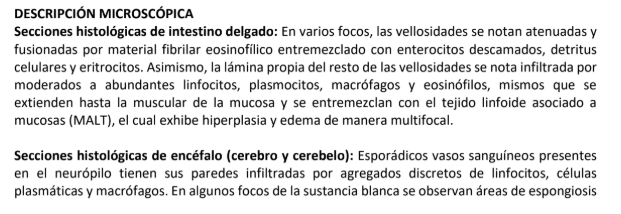 DESCRIPCIÓN MICROSCÓPICA
Secciones histológicas de intestino delgado: En varios focos, las vellosidades se notan atenuadas y
fusionadas por material fibrilar eosinofílico entremezclado con enterocitos descamados, detritus
celulares y eritrocitos. Asimismo, la lámina propia del resto de las vellosidades se nota infiltrada por
moderados a abundantes linfocitos, plasmocitos, macrófagos y eosinófilos, mismos que se
extienden hasta la muscular de la mucosa y se entremezclan con el tejido linfoide asociado a
mucosas (MALT), el cual exhibe hiperplasia y edema de manera multifocal.
Secciones histológicas de encéfalo (cerebro y cerebelo): Esporádicos vasos sanguíneos presentes
en el neurópilo tienen sus paredes infiltradas por agregados discretos de linfocitos, células
plasmáticas y macrófagos. En algunos focos de la sustancia blanca se observan áreas de espongiosis